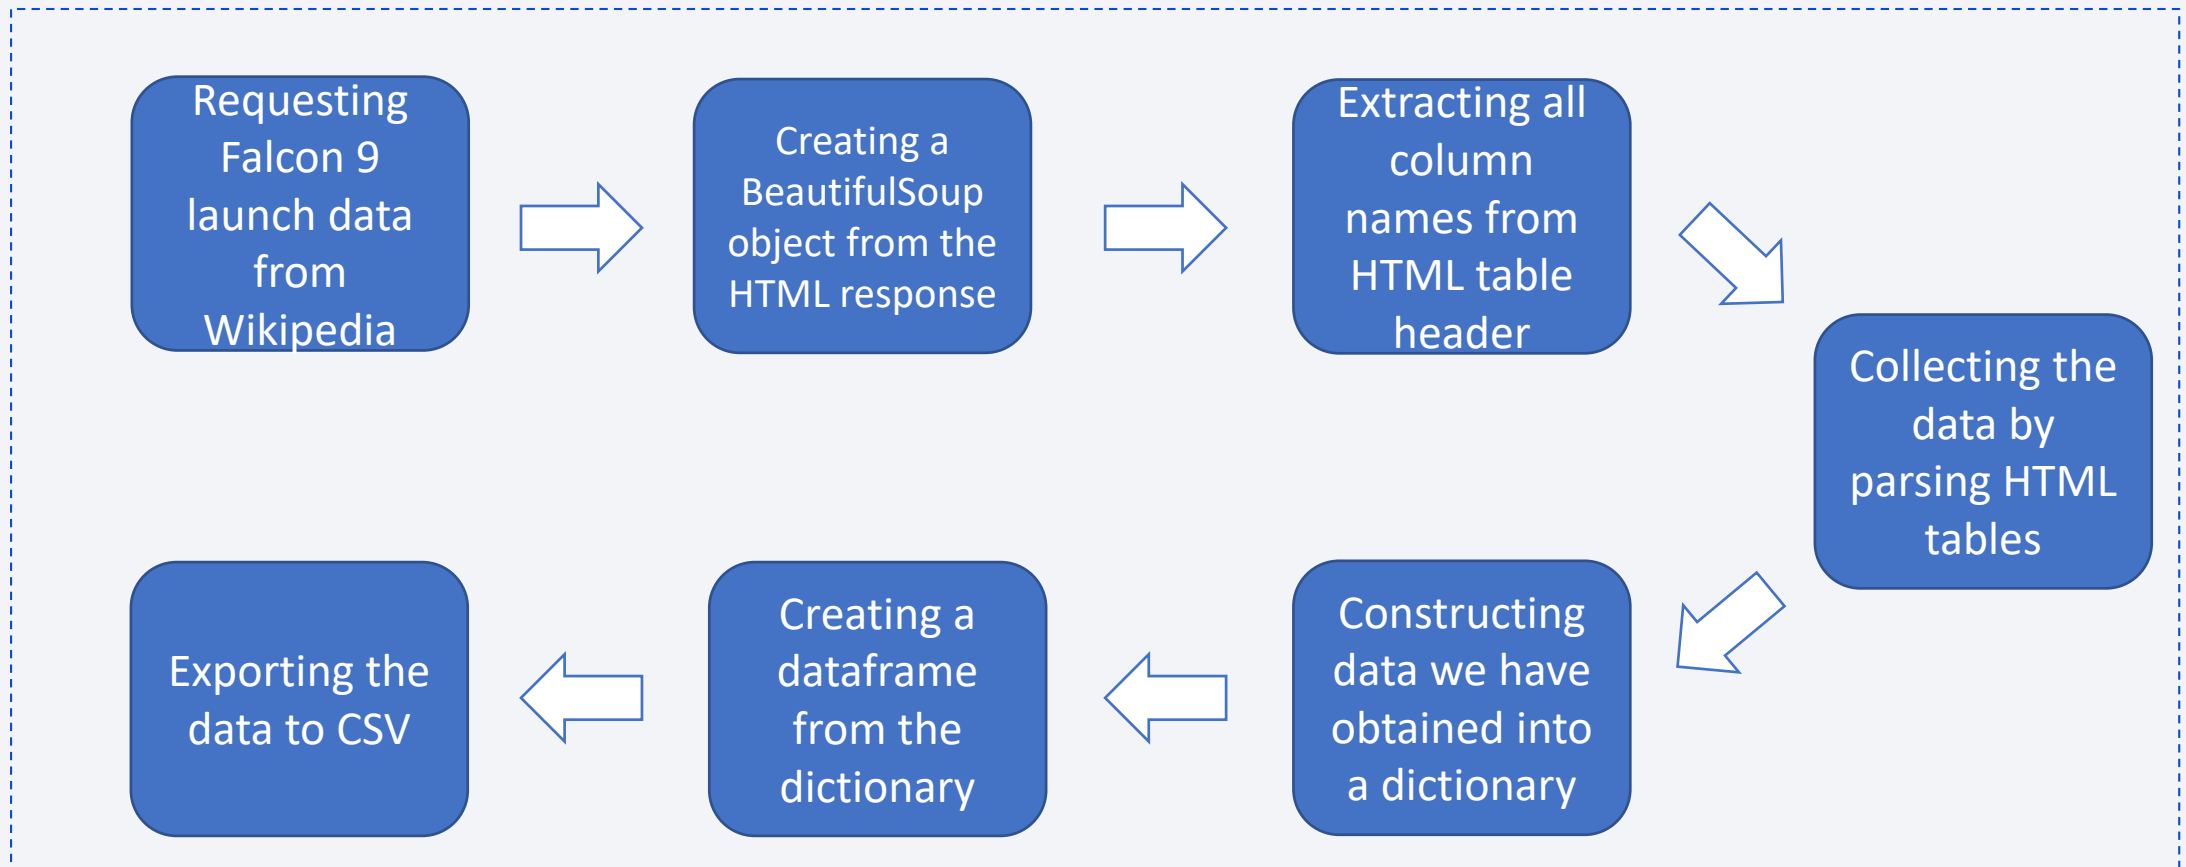 Requesting
Falcon 9
launch data
from
Wikipedia
Creating a
BeautifulSoup
object from the
HTML response
Extracting all
column
names from
HTML table
header
Collecting the
data by
parsing HTML
tables
Constructing
data we have
obtained into
a dictionary
Creating a
dataframe
from the
dictionary
Exporting the
data to CSV